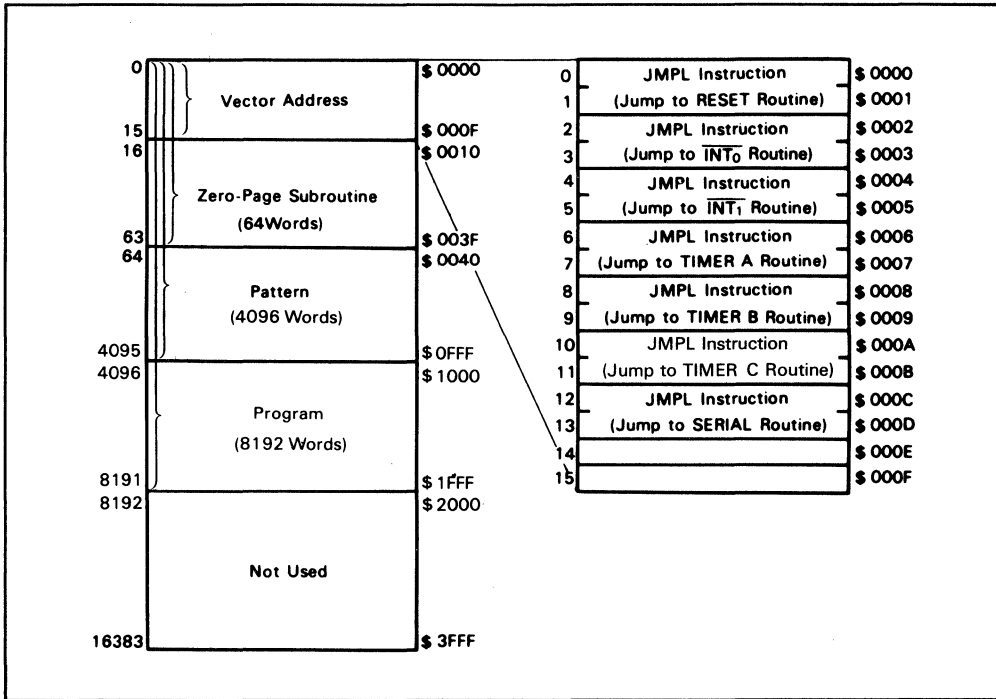 0 $ 0000
Vector Address
15 $ 000F
16 $ 0010
Zero-Page Subroutine
(64Words)
63 $ 003F
64 $ 0040
Pattern
(4096 Words)
4095 $ 0FFF
4096 $ 1000
Program
(8192 Words)
8191 $ 1FFF
8192 $ 2000
Not Used
16383 $ 3FFF
0 JMPL Instruction $ 0000
1 (Jump to RESET Routine) $ 0001
2 JMPL Instruction $ 0002
3 (Jump to I̅N̅T̅₀̅ Routine) $ 0003
4 JMPL Instruction $ 0004
5 (Jump to I̅N̅T̅₁̅ Routine) $ 0005
6 JMPL Instruction $ 0006
7 (Jump to TIMER A Routine) $ 0007
8 JMPL Instruction $ 0008
9 (Jump to TIMER B Routine) $ 0009
10 JMPL Instruction $ 000A
11 (Jump to TIMER C Routine) $ 000B
12 JMPL Instruction $ 000C
13 (Jump to SERIAL Routine) $ 000D
14 $ 000E
15 $ 000F